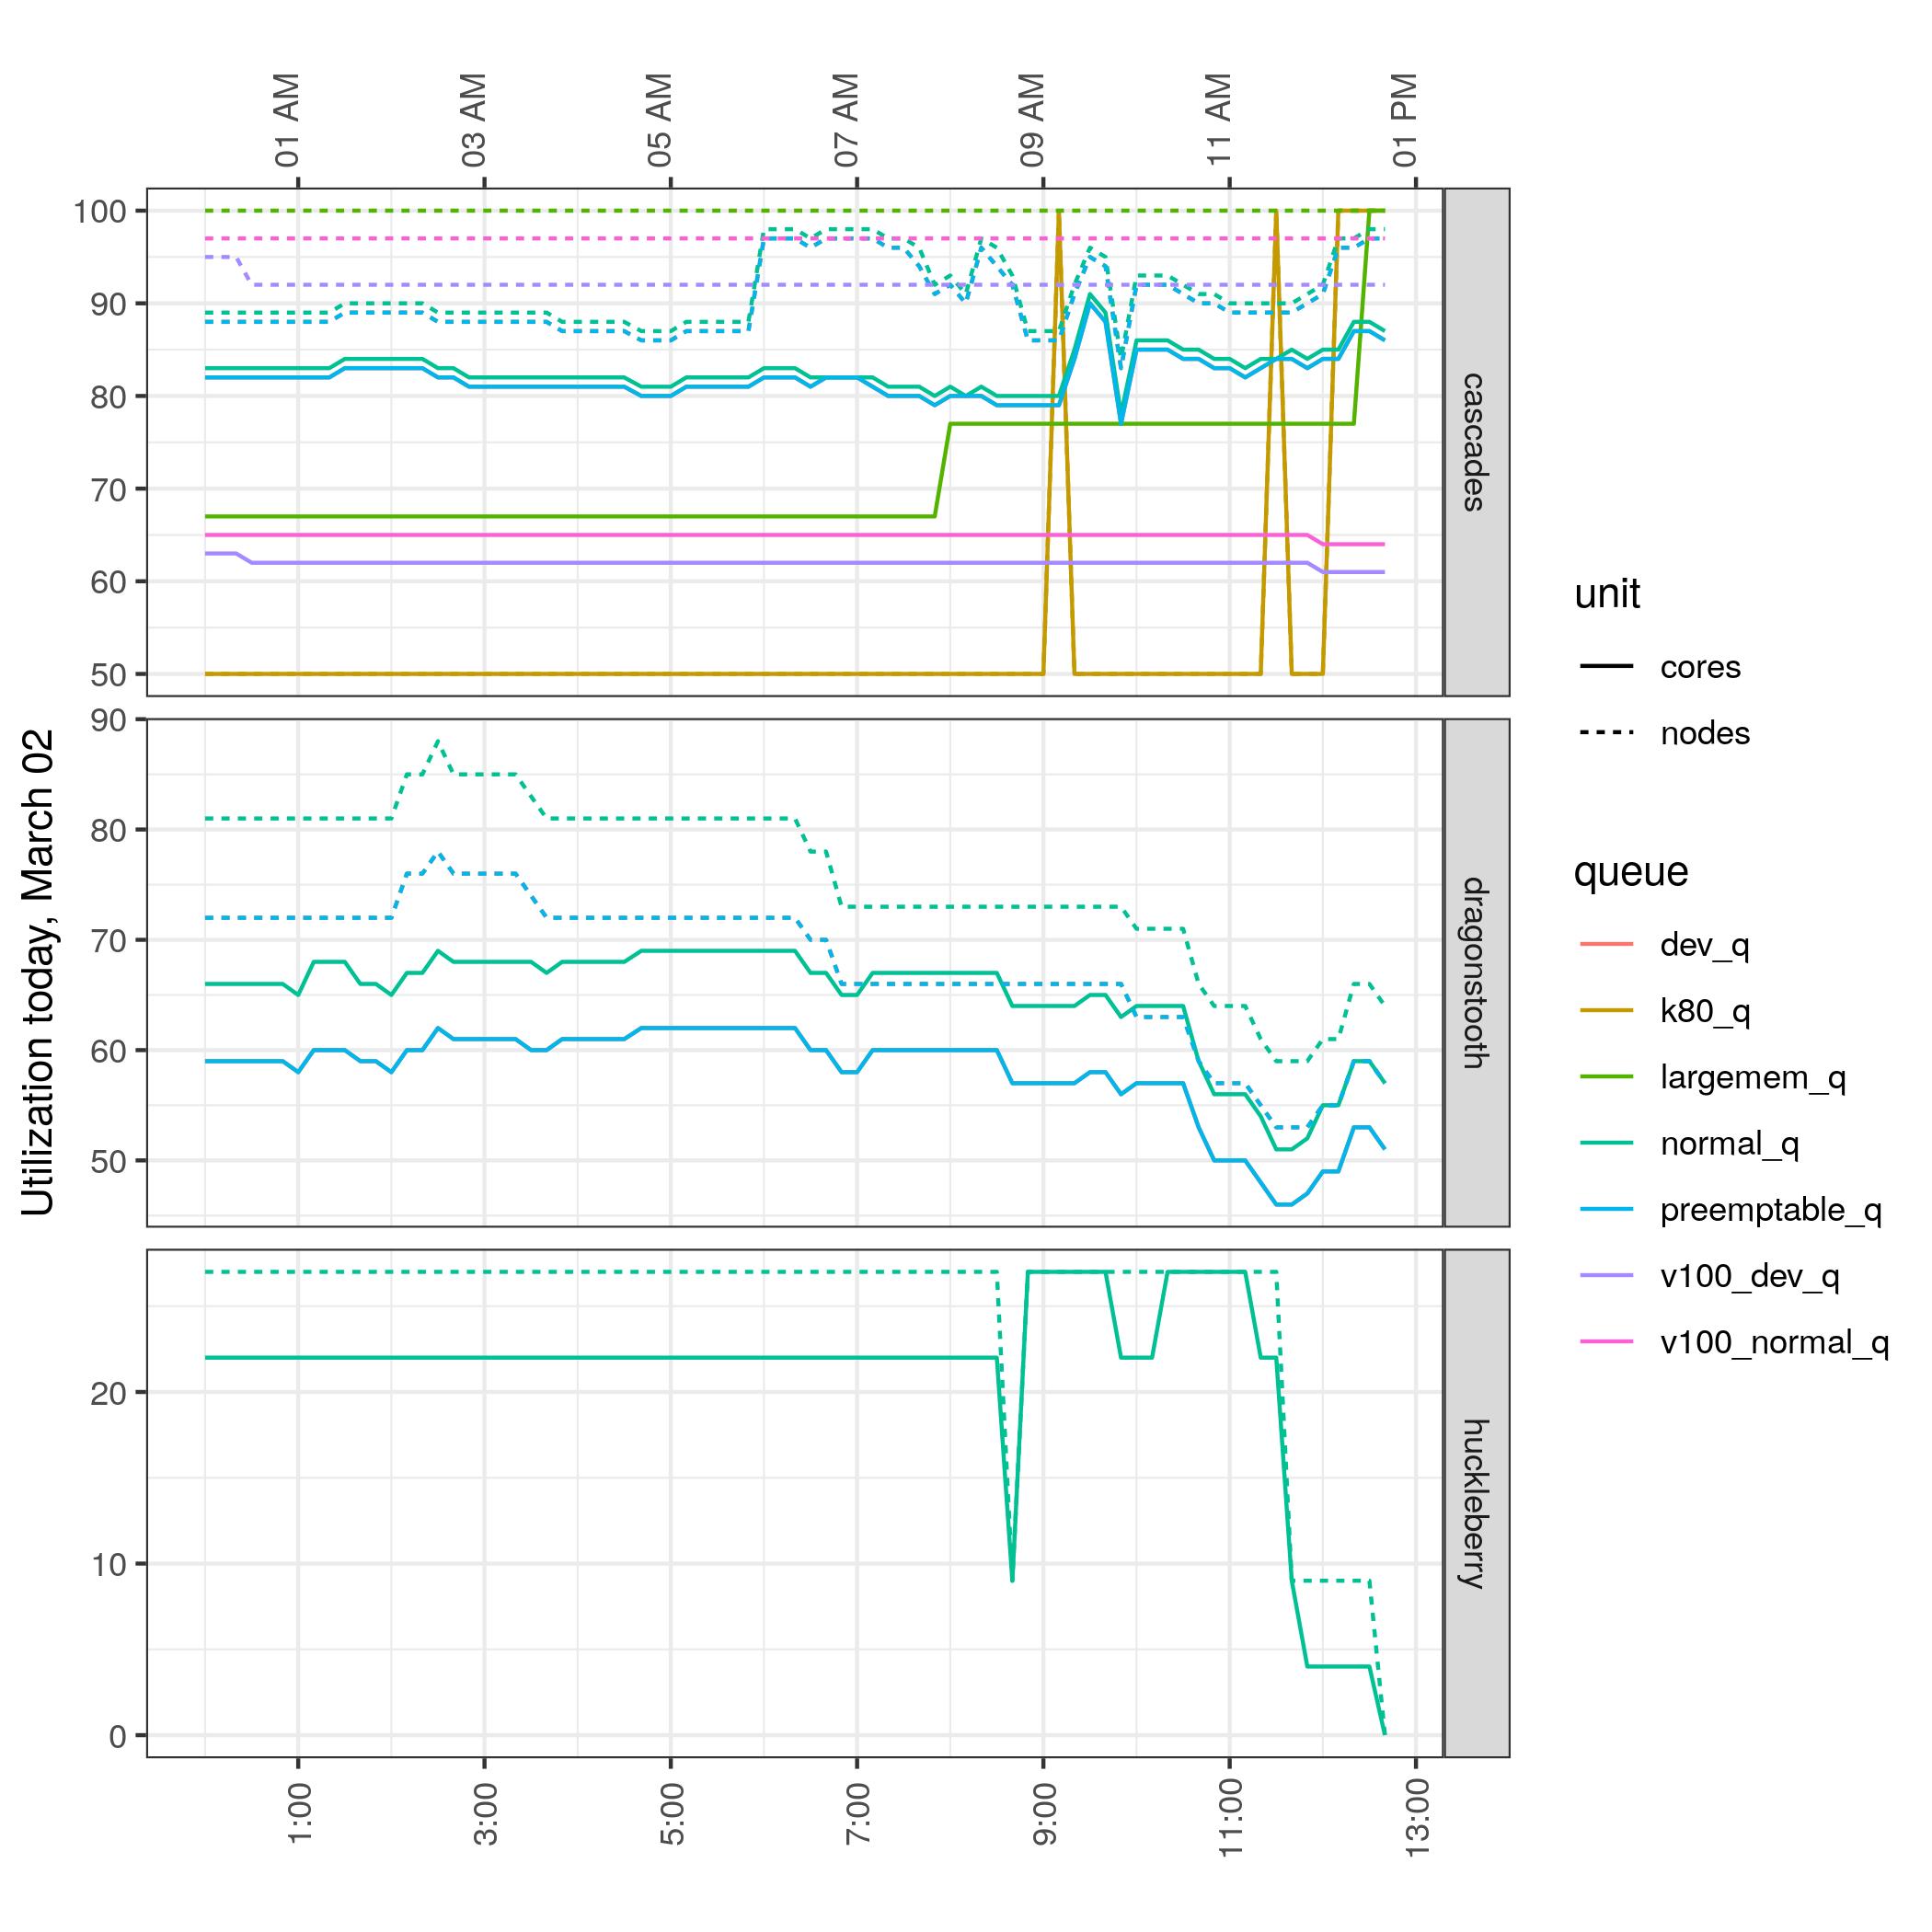 01 AM
03 AM
05 AM
07 AM
09 AM
11 AM
01 PM
Utilization today, March 02
100
90
80
70
60
50
cascades
90
80
70
60
50
dragonstooth
20
10
0
huckleberry
1:00
3:00
5:00
7:00
9:00
11:00
13:00
unit
cores
nodes
queue
dev_q
k80_q
largemem_q
normal_q
preemptable_q
v100_dev_q
v100_normal_q